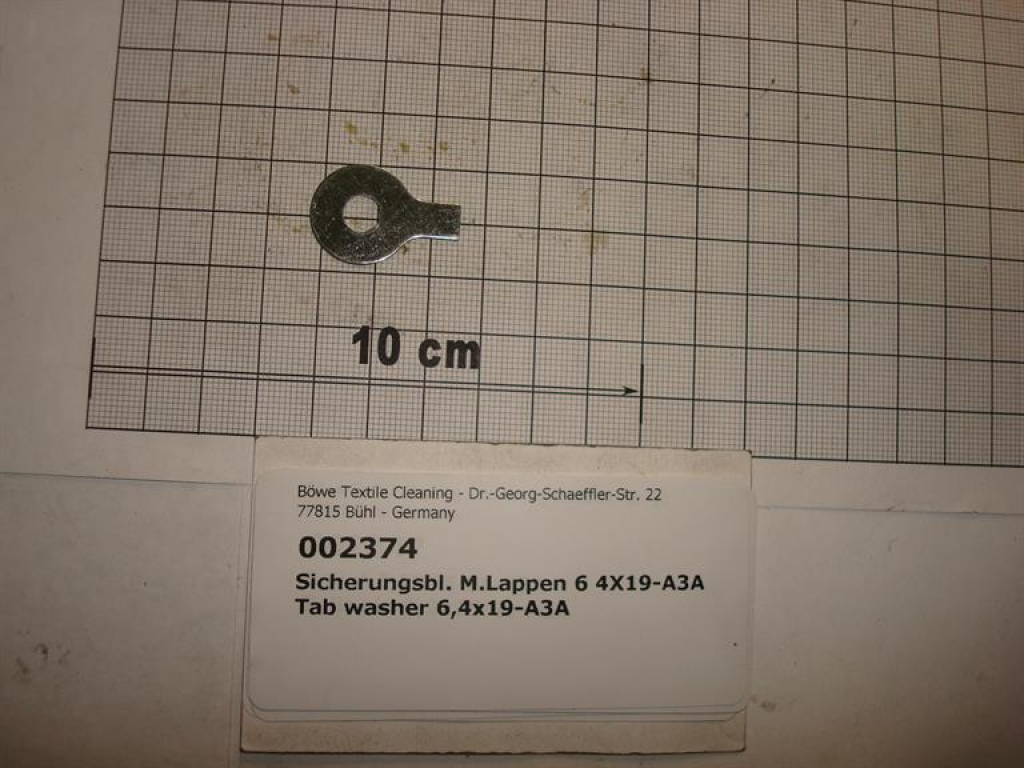 10 cm
Böwe Textile Cleaning - Dr.-Georg-Schaeffler-Str. 22
77815 Bühl - Germany
002374
Sicherungsbl. M.Lappen 6 4X19-A3A
Tab washer 6,4x19-A3A